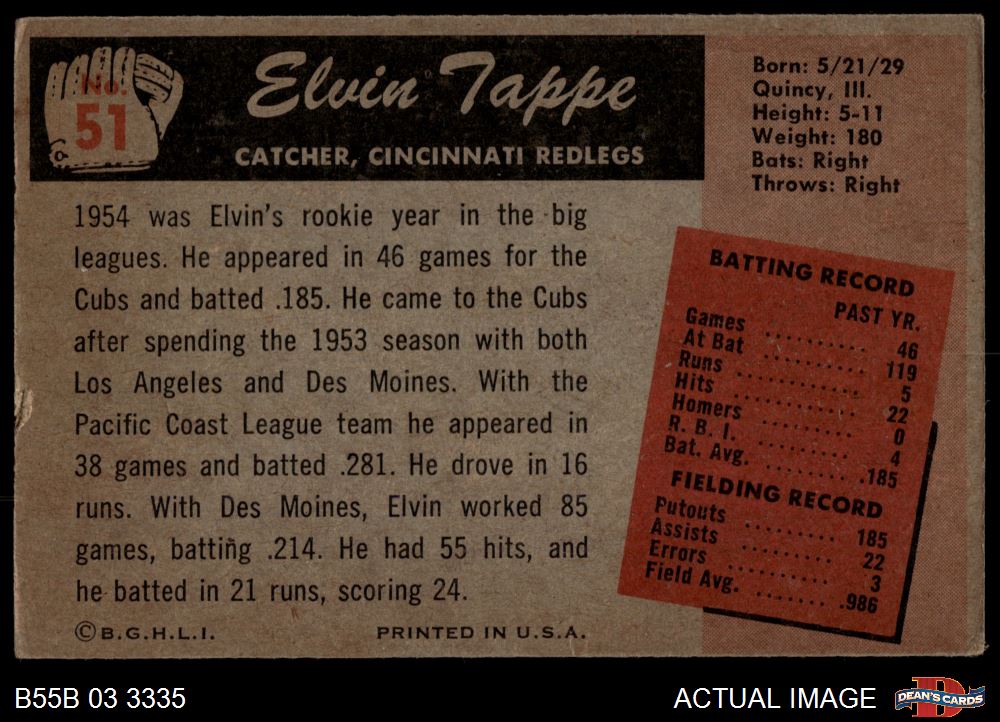 No.
51
Elvin Tappe
CATCHER, CINCINNATI REDLEGS
Born: 5/21/29
Quincy, Ill.
Height: 5-11
Weight: 180
Bats: Right
Throws: Right
1954 was Elvin's rookie year in the big
leagues. He appeared in 46 games for the
Cubs and batted .185. He came to the Cubs
after spending the 1953 season with both
Los Angeles and Des Moines. With the
Pacific Coast League team he appeared in
38 games and batted .281. He drove in 16
runs. With Des Moines, Elvin worked 85
games, batting .214. He had 55 hits, and
he batted in 21 runs, scoring 24.
©B.G.H.L.I. PRINTED IN U.S.A.
BATTING RECORD
PAST YR.
Games ......... 46
At Bat ......... 119
Runs ............ 5
Hits ............ 22
Homers ......... 0
R. B. I. ......... 4
Bat. Avg. ....... .185
FIELDING RECORD
Putouts ........ 185
Assists ......... 22
Errors .......... 3
Field Avg. ....... .986
B55B 03 3335
ACTUAL IMAGE
D
DEAN'S CARDS